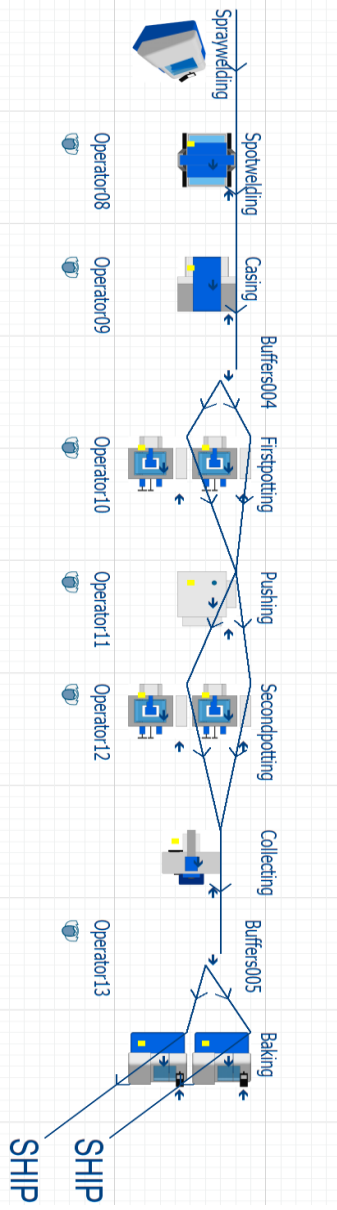 Spraywelding
Spotwelding
Casing
Buffers004
Firstpotting
Pushing
Secondpotting
Collecting
Buffers005
Baking
Operator08
Operator09
Operator10
Operator11
Operator12
Operator13
SHIP
SHIP